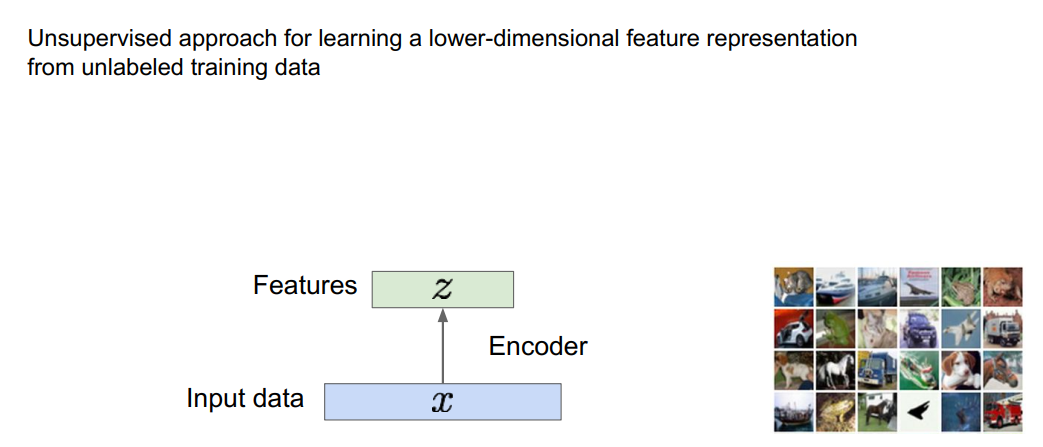 Unsupervised approach for learning a lower-dimensional feature representation
from unlabeled training data
Features
z
Encoder
Input data
x